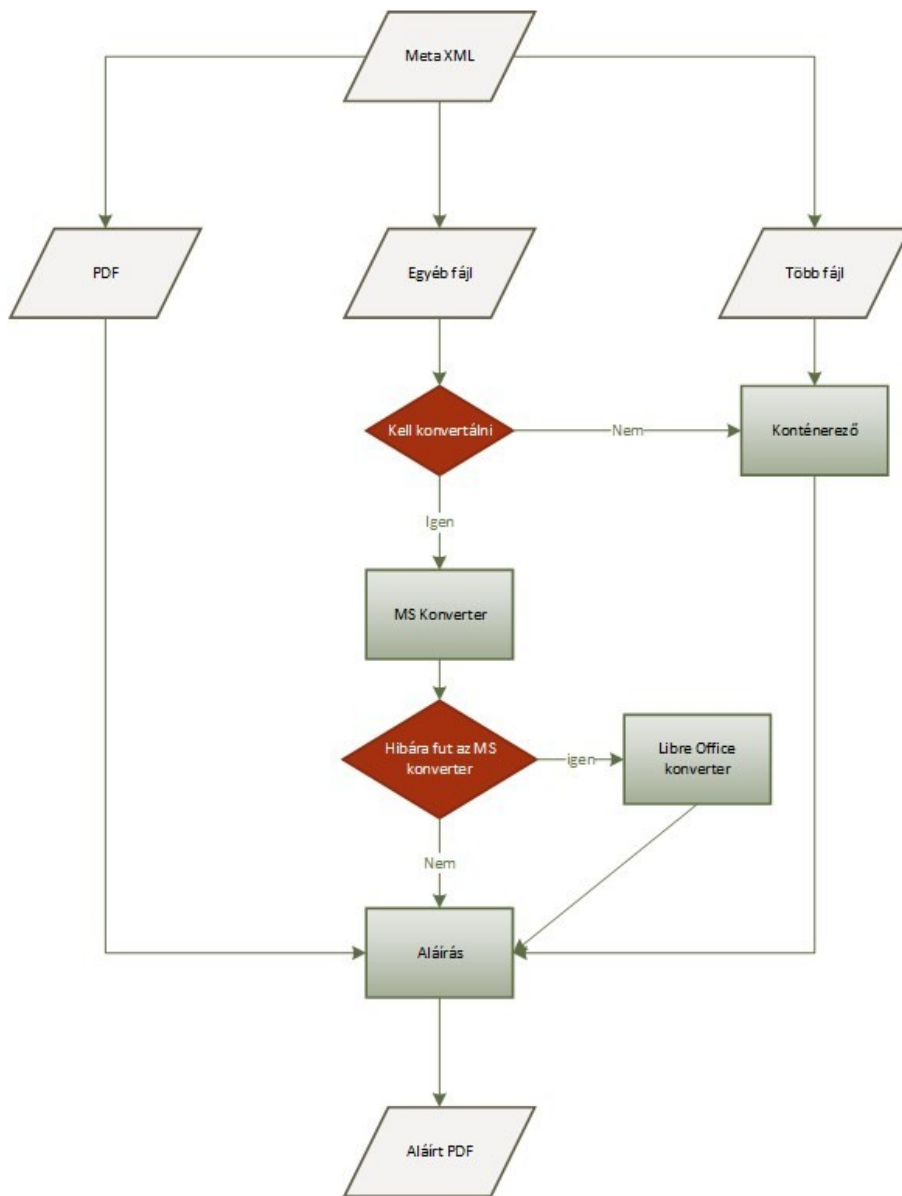 Meta XML
PDF
Egyéb fájl
Több fájl
Kell konvertálni
Nem
Konténerező
Igen
MS Konverter
Hibára fut az MS
konverter
igen
Libre Office
konverter
Nem
Aláírás
Aláírt PDF